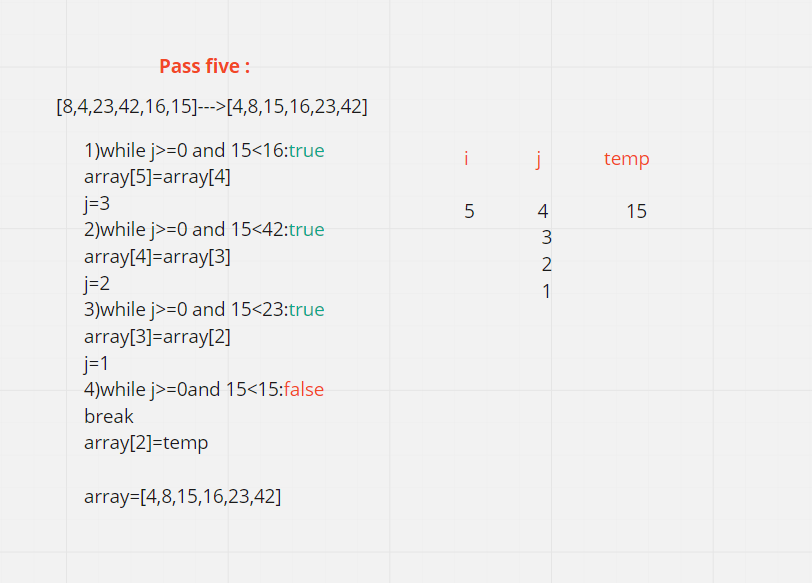 Pass five :
[8,4,23,42,16,15]--->[4,8,15,16,23,42]
1)while j>=0 and 15<16:true
array[5]=array[4]
j=3
2)while j>=0 and 15<42:true
array[4]=array[3]
j=2
3)while j>=0 and 15<23:true
array[3]=array[2]
j=1
4)while j>=0and 15<15:false
break
array[2]=temp
array=[4,8,15,16,23,42]
i j temp
5 4 15
3
2
1